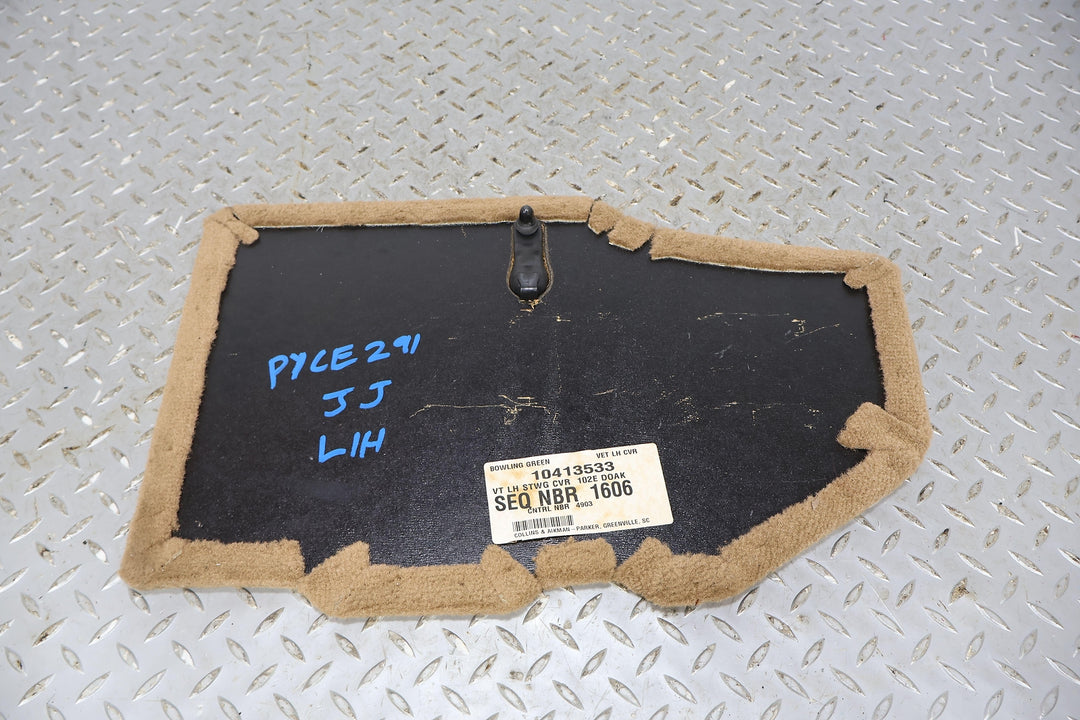 PYCE291
JJ
L1H
BOWLING GREEN VET LH CVR
10413533
VT LH STWG CVR 102E DOAK
SEQ NBR 1606
CNTRL NBR 4903
COLLINS & AIKMAN - PARKER, GREENVILLE, SC